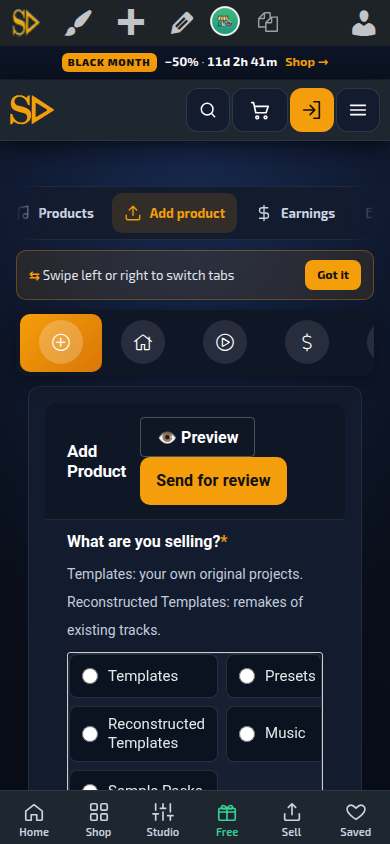 BLACK MONTH −50% · 11d 2h 41m Shop →
Products Add product $ Earnings
⇆ Swipe left or right to switch tabs Got it
Add
Product
Preview
Send for review
What are you selling?*
Templates: your own original projects.
Reconstructed Templates: remakes of
existing tracks.
Templates Presets
Reconstructed
Templates
Music
Sample Packs
Home Shop Studio Free Sell Saved